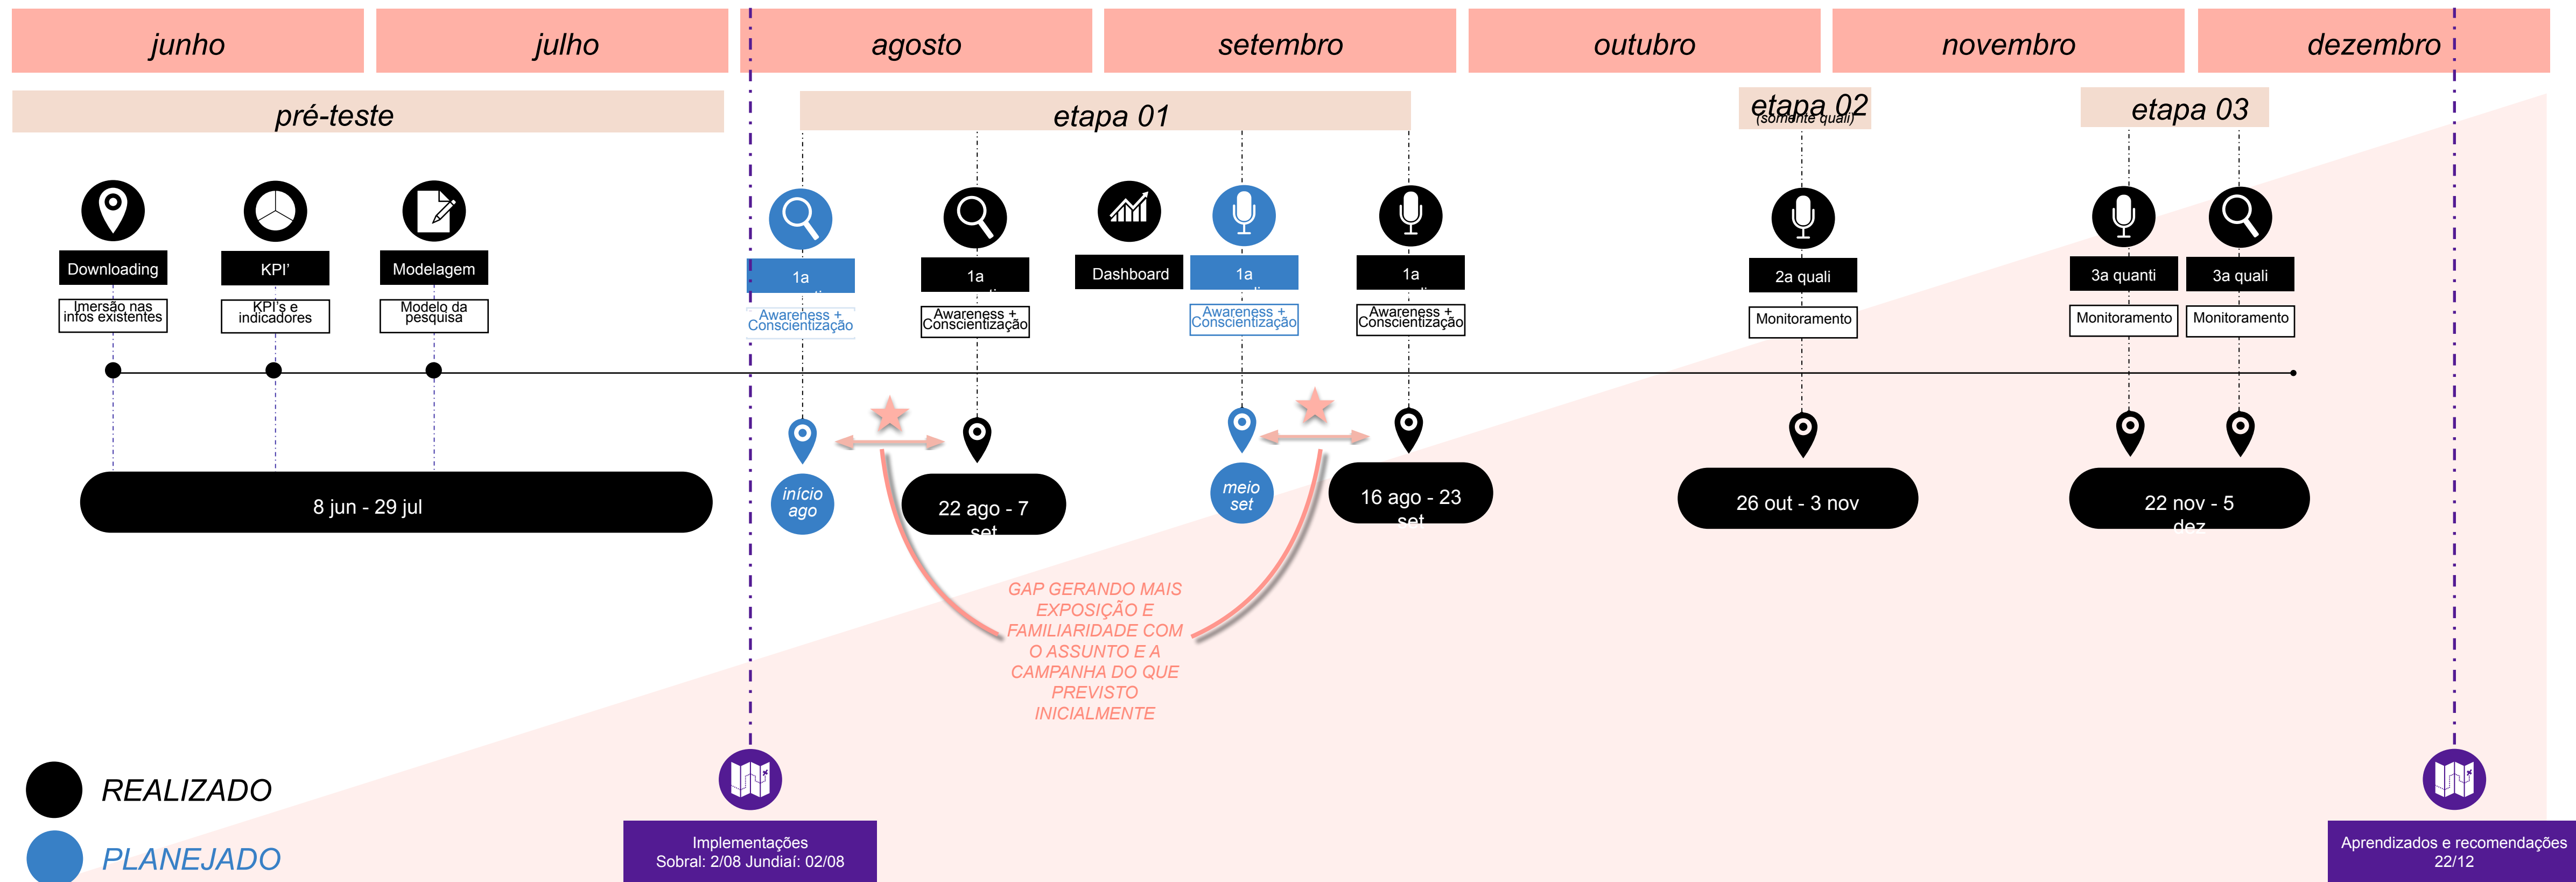 junho
julho
agosto
setembro
outubro
novembro
dezembro
pré-teste
etapa 01
etapa 02
(somente quali)
etapa 03
Downloading
KPI'
Modelagem
1a
1a
Dashboard
1a
1a
2a quali
3a quanti
3a quali
Imersão nas
infos existentes
KPI's e
indicadores
Modelo da
pesquisa
Awareness +
Conscientização
Awareness +
Conscientização
Awareness +
Conscientização
Awareness +
Conscientização
Monitoramento
Monitoramento
Monitoramento
8 jun - 29 jul
início
ago
22 ago - 7
set
meio
set
16 ago - 23
set
26 out - 3 nov
22 nov - 5
dez
GAP GERANDO MAIS
EXPOSIÇÃO E
FAMILIARIDADE COM
O ASSUNTO E A
CAMPANHA DO QUE
PREVISTO
INICIALMENTE
REALIZADO
PLANEJADO
Implementações
Sobral: 2/08 Jundiaí: 02/08
Aprendizados e recomendações
22/12